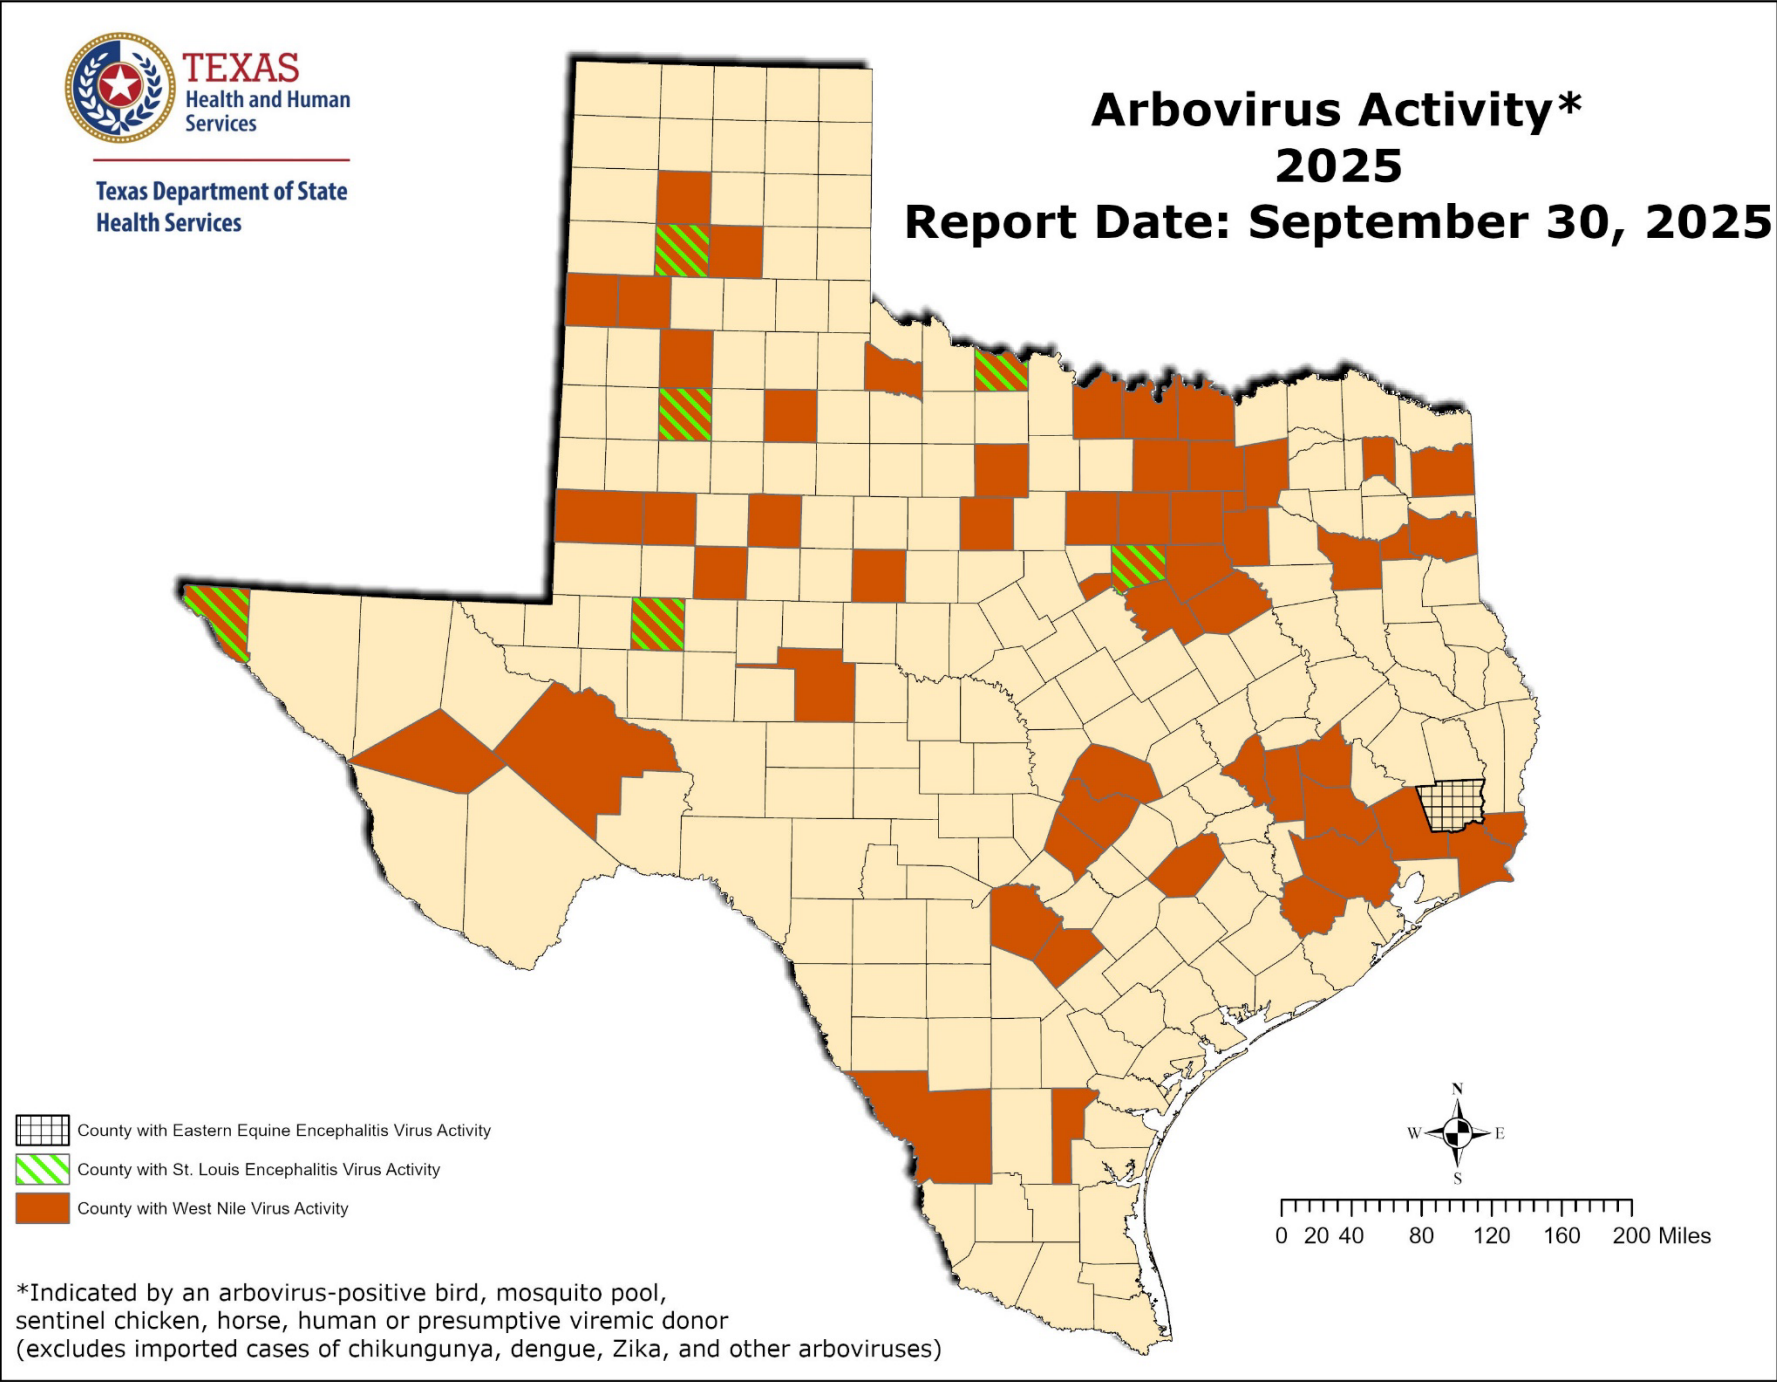 TEXAS
Health and Human
Services
Texas Department of State
Health Services
Arbovirus Activity*
2025
Report Date: September 30, 2025
County with Eastern Equine Encephalitis Virus Activity
County with St. Louis Encephalitis Virus Activity
County with West Nile Virus Activity
*Indicated by an arbovirus-positive bird, mosquito pool,
sentinel chicken, horse, human or presumptive viremic donor
(excludes imported cases of chikungunya, dengue, Zika, and other arboviruses)
N
W E
S
0 20 40 80 120 160 200 Miles